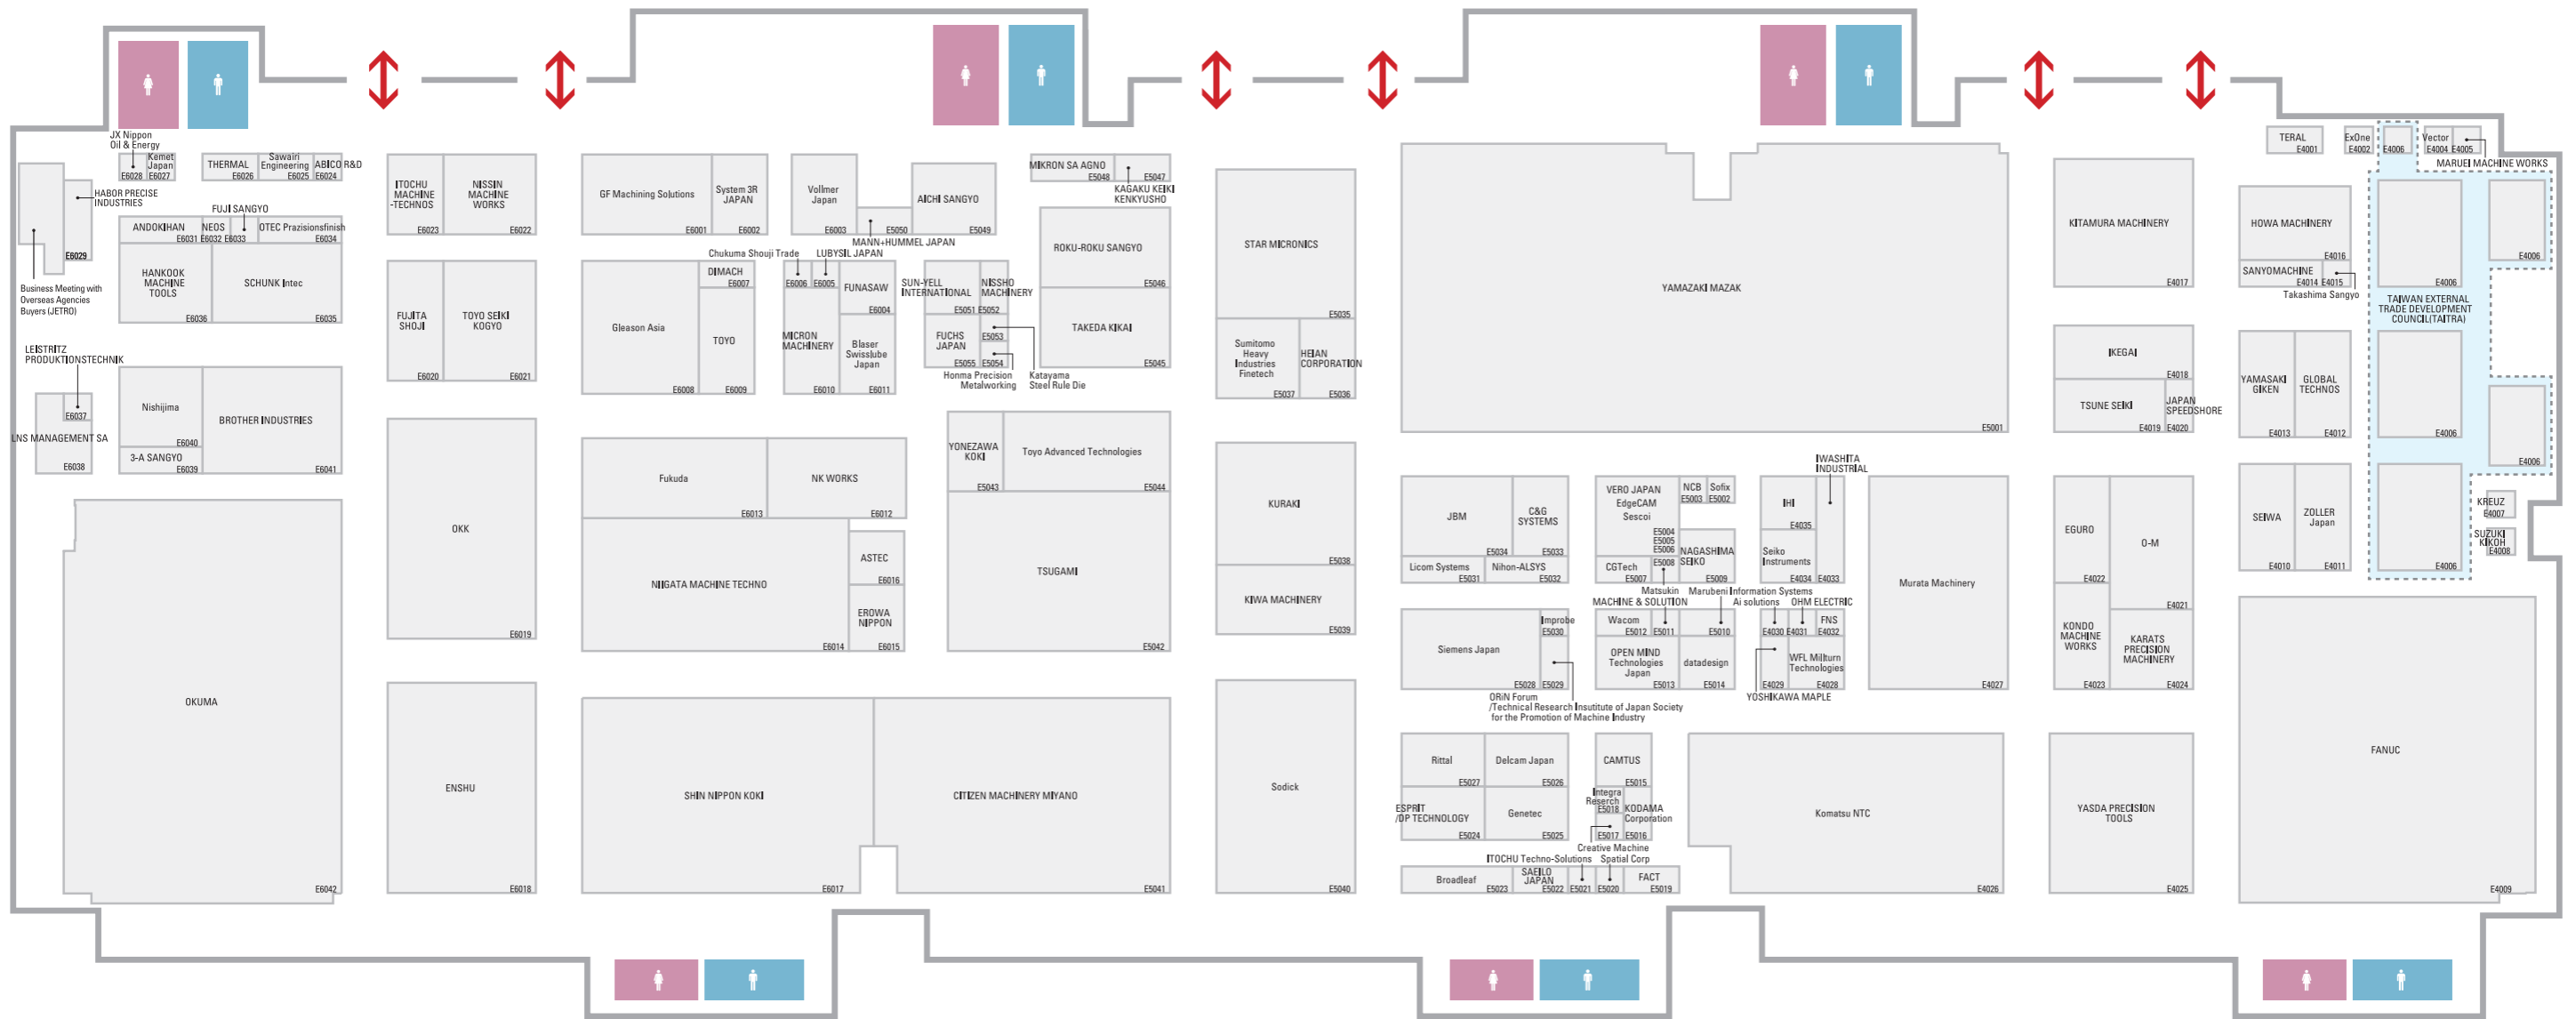 JX Nippon
Oil & Energy
E6028
Kemet
Japan
E6027
THERMAL
E6026
Sawairi
Engineering
E6025
ABICO R&D
E6024
HABOR PRECISE
INDUSTRIES
E6029
Business Meeting with
Overseas Agencies
Buyers (JETRO)
FUJI SANGYO
ANDOKIHAN
E6031
NEOS
E6032
E6033
OTEC Prazisionsfinish
E6034
HANKOOK
MACHINE
TOOLS
E6036
SCHUNK Intec
E6035
LEISTRITZ
PRODUKTIONSTECHNIK
E6037
LNS MANAGEMENT SA
E6038
Nishijima
E6040
3-A SANGYO
E6039
BROTHER INDUSTRIES
E6041
OKUMA
E6042
ITOCHU
MACHINE
-TECHNOS
E6023
NISSIN
MACHINE
WORKS
E6022
FUJITA
SHOJI
E6020
TOYO SEIKI
KOGYO
E6021
OKK
E6019
ENSHU
E6018
GF Machining Solutions
E6001
System 3R
JAPAN
E6002
Vollmer
Japan
E6003
E5050
MANN+HUMMEL JAPAN
AICHI SANGYO
E5049
MIKRON SA AGNO
E5048
E5047
KAGAKU KEIKI
KENKYUSHO
Chukuma Shouji Trade
E6006
LUBYSIL JAPAN
E6005
Gleason Asia
E6008
DIMACH
E6007
TOYO
E6009
MICRON
MACHINERY
E6010
FUNASAW
E6004
Blaser
Swisslube
Japan
E6011
SUN-YELL
INTERNATIONAL
E5051
NISSHO
MACHINERY
E5052
FUCHS
JAPAN
E5055
E5053
E5054
Honma Precision
Metalworking
Katayama
Steel Rule Die
ROKU-ROKU SANGYO
E5046
TAKEDA KIKAI
E5045
Fukuda
E6013
NK WORKS
E6012
NIIGATA MACHINE TECHNO
E6014
ASTEC
E6016
EROWA
NIPPON
E6015
YONEZAWA
KOKI
E5043
Toyo Advanced Technologies
E5044
TSUGAMI
E5042
SHIN NIPPON KOKI
E6017
CITIZEN MACHINERY MIYANO
E5041
STAR MICRONICS
E5035
Sumitomo
Heavy
Industries
Finetech
E5037
HEIAN
CORPORATION
E5036
KURAKI
E5038
KIWA MACHINERY
E5039
Sodick
E5040
YAMAZAKI MAZAK
E5001
JBM
E5034
C&G
SYSTEMS
E5033
Licom Systems
E5031
Nihon-ALSYS
E5032
VERO JAPAN
EdgeCAM
Sescoi
E5004
E5005
E5006
NCB
E5003
Sofix
E5002
CGTech
E5007
E5008
Matsukin
NAGASHIMA
SEIKO
E5009
Marubeni Information Systems
MACHINE & SOLUTION
Siemens Japan
E5028
Improbe
E5030
E5029
ORiN Forum
/Technical Research Insutitute of Japan Society
for the Promotion of Machine Industry
Wacom
E5012
E5011
E5010
OPEN MIND
Technologies
Japan
E5013
datadesign
E5014
IWASHITA
INDUSTRIAL
IHI
E4035
Seiko
Instruments
E4034
E4033
Ai solutions
OHM ELECTRIC
E4030
E4031
FNS
E4032
E4029
WFL Millturn
Technologies
E4028
YOSHIKAWA MAPLE
Murata Machinery
E4027
Rittal
E5027
Delcam Japan
E5026
ESPRIT
/DP TECHNOLOGY
E5024
Genetec
E5025
CAMTUS
E5015
Integra
Reserch
E5018
KODAMA
Corporation
E5017
E5016
Creative Machine
ITOCHU Techno-Solutions
Spatial Corp
Broadleaf
E5023
SAEILO
JAPAN
E5022
E5021
E5020
FACT
E5019
Komatsu NTC
E4026
KITAMURA MACHINERY
E4017
IKEGAI
E4018
TSUNE SEIKI
E4019
JAPAN
SPEEDSHORE
E4020
EGURO
E4022
O-M
E4021
KONDO
MACHINE
WORKS
E4023
KARATS
PRECISION
MACHINERY
E4024
YASDA PRECISION
TOOLS
E4025
TERAL
E4001
ExOne
E4002
E4006
Vector
E4004
E4005
MARUEI MACHINE WORKS
HOWA MACHINERY
E4016
SANYOMACHINE
E4014
E4015
Takashima Sangyo
E4006
E4006
TAIWAN EXTERNAL
TRADE DEVELOPMENT
COUNCIL(TAITRA)
YAMASAKI
GIKEN
E4013
GLOBAL
TECHNOS
E4012
E4006
E4006
SEIWA
E4010
ZOLLER
Japan
E4011
E4006
KREUZ
E4007
SUZUKI
KIKOH
E4008
FANUC
E4009